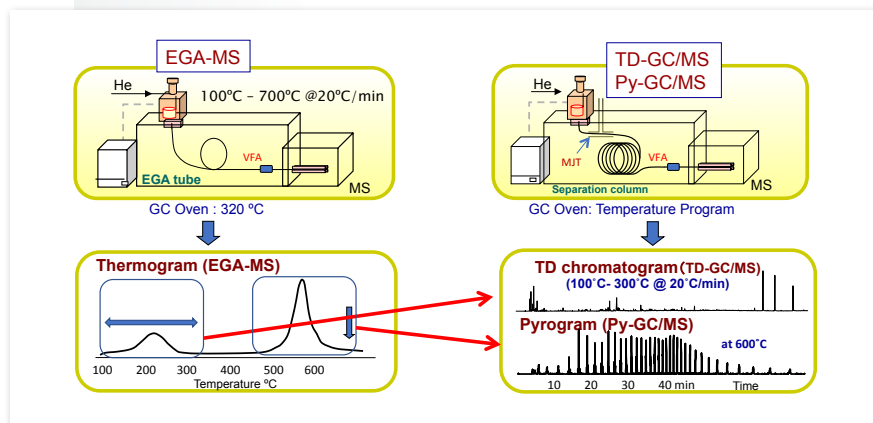 EGA-MS
He
100ºC – 700ºC @20ºC/min
VFA
EGA tube
MS
GC Oven : 320 ºC
Thermogram (EGA-MS)
100 200 300 400 500 600
Temperature ºC
TD-GC/MS
Py-GC/MS
He
MJT
VFA
Separation column
MS
GC Oven: Temperature Program
TD chromatogram(TD-GC/MS)
(100˚C- 300˚C @ 20˚C/min)
Pyrogram (Py-GC/MS)
at 600˚C
10 20 30 40 min Time